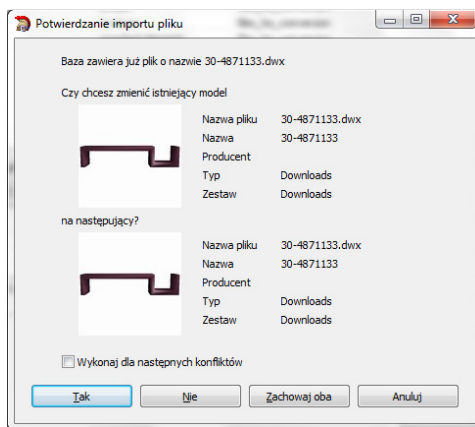 Potwierdzanie importu pliku
Baza zawiera już plik o nazwie 30-4871133.dwx
Czy chcesz zmienić istniejący model
Nazwa pliku 30-4871133.dwx
Nazwa 30-4871133
Producent
Typ Downloads
Zestaw Downloads
na następujący?
Nazwa pliku 30-4871133.dwx
Nazwa 30-4871133
Producent
Typ Downloads
Zestaw Downloads
Wykonaj dla następnych konfliktów
Tak Nie Zachowaj oba Anuluj